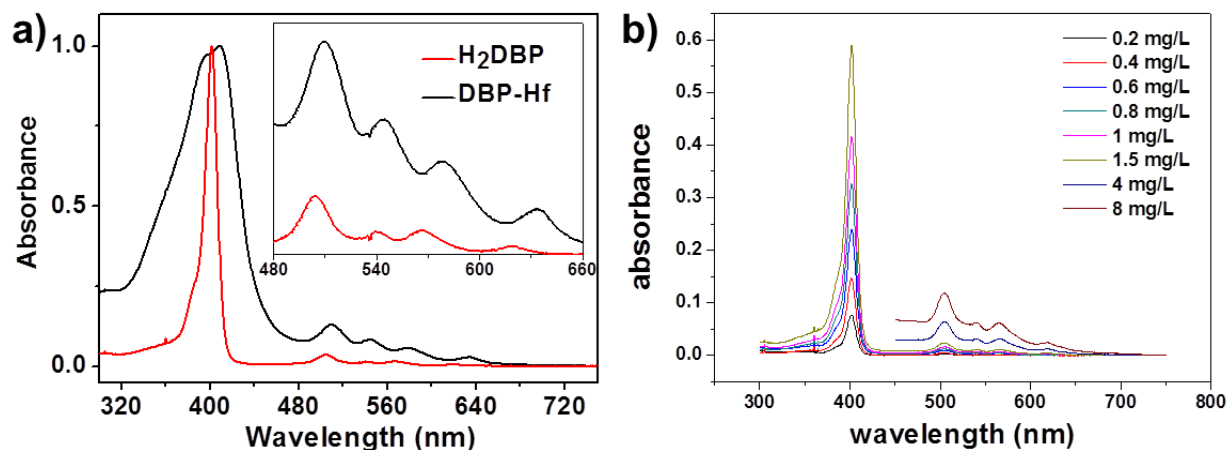 a)
1.0
0.5
0.0
Absorbance
320 400 480 560 640 720
Wavelength (nm)
H₂DBP
DBP-Hf
480 540 600 660
b)
0.6
0.5
0.4
0.3
0.2
0.1
0.0
absorbance
300 400 500 600 700 800
wavelength (nm)
0.2 mg/L
0.4 mg/L
0.6 mg/L
0.8 mg/L
1 mg/L
1.5 mg/L
4 mg/L
8 mg/L